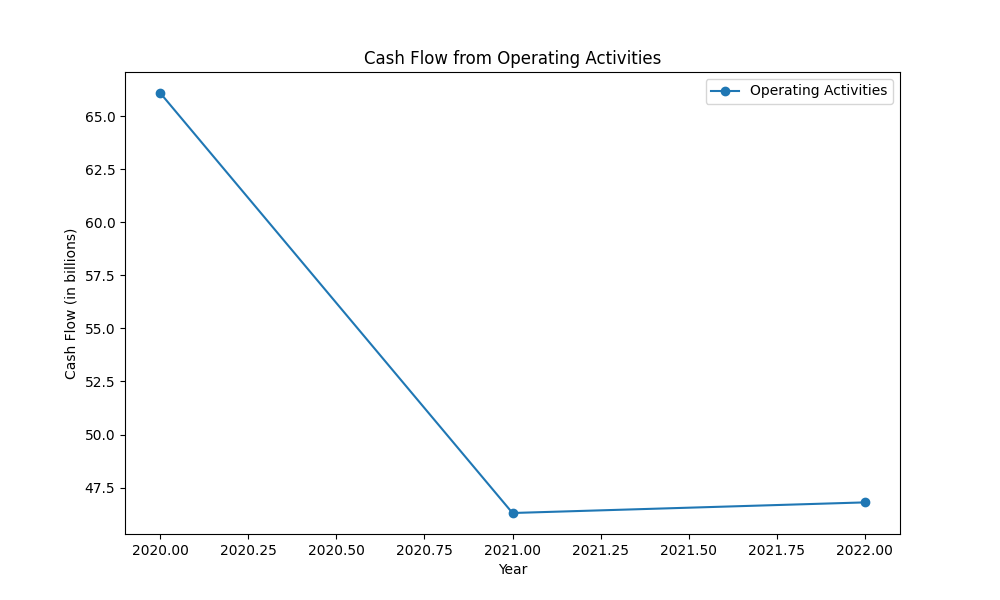 Cash Flow from Operating Activities
Operating Activities
Cash Flow (in billions)
65.0
62.5
60.0
57.5
55.0
52.5
50.0
47.5
2020.00 2020.25 2020.50 2020.75 2021.00 2021.25 2021.50 2021.75 2022.00
Year